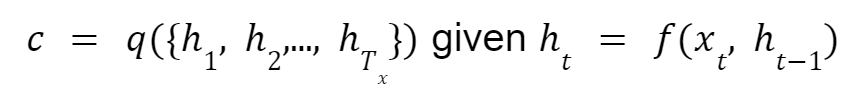 c = q({h_1, h_2,..., h_{T_x}}) given h_t = f(x_t, h_{t−1})